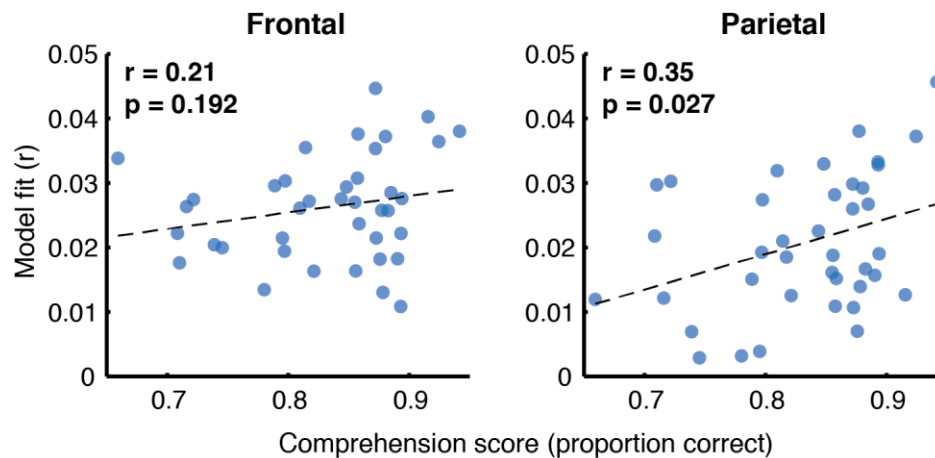 Frontal
r = 0.21
p = 0.192
0.05
0.04
0.03
0.02
0.01
0
0.7 0.8 0.9
Model fit (r)
Parietal
r = 0.35
p = 0.027
0.05
0.04
0.03
0.02
0.01
0
0.7 0.8 0.9
Comprehension score (proportion correct)